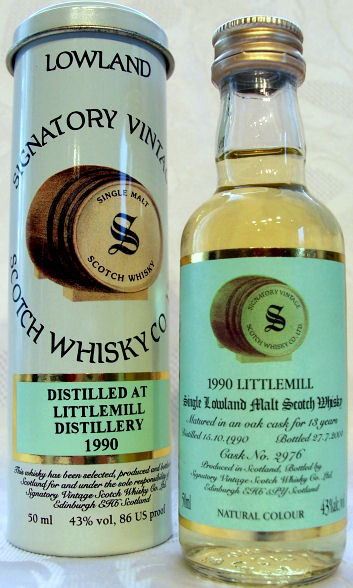 LOWLAND
SIGNATORY VINTAGE
SINGLE MALT
S
SCOTCH WHISKY
SCOTCH WHISKY CO.
DISTILLED AT
LITTLEMILL
DISTILLERY
1990
This whisky has been selected, produced and
Scotland for and under the sole responsibility
Signatory Vintage Scotch Whisky Co. Ltd.
Edinburgh EH6 Scotland
50 ml 43% vol, 86 US proof
SIGNATORY VINTAGE
S
SCOTCH WHISKY CO. LTD.
1990 LITTLEMILL
Single Lowland Malt Scotch Whisky
Matured in an oak cask for 13 years
Distilled 15.10.1990 Bottled 27.7.2004
Cask No. 2976
Produced in Scotland, Bottled by
Signatory Vintage Scotch Whisky Co. Ltd.
Edinburgh EH6 5PY Scotland
50ml 43% vol
NATURAL COLOUR